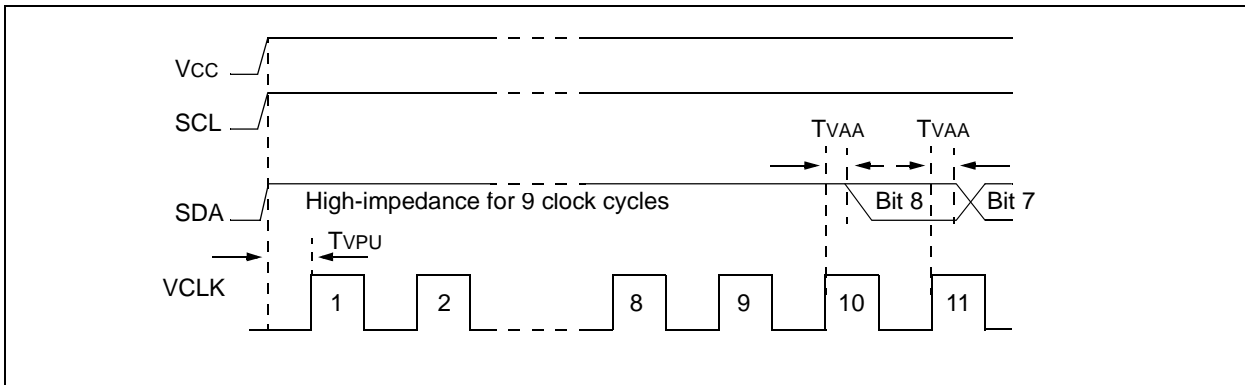 VCC
SCL
TVAA TVAA
SDA High-impedance for 9 clock cycles Bit 8 Bit 7
TVPU
VCLK 1 2 8 9 10 11